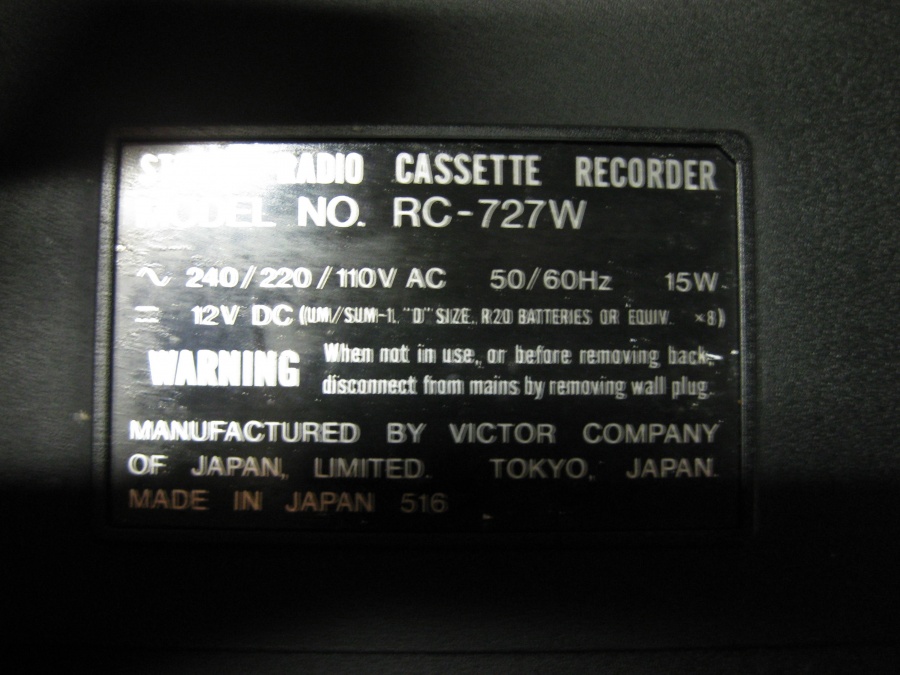 RADIO CASSETTE RECORDER
MODEL NO. RC-727W
~ 240/220/110V AC 50/60Hz 15W
⎓ 12V DC (UM/SUM-1, "D" SIZE, R20 BATTERIES OR EQUIV. ×8)
WARNING When not in use, or before removing back,
disconnect from mains by removing wall plug.
MANUFACTURED BY VICTOR COMPANY
OF JAPAN, LIMITED. TOKYO, JAPAN.
MADE IN JAPAN 516